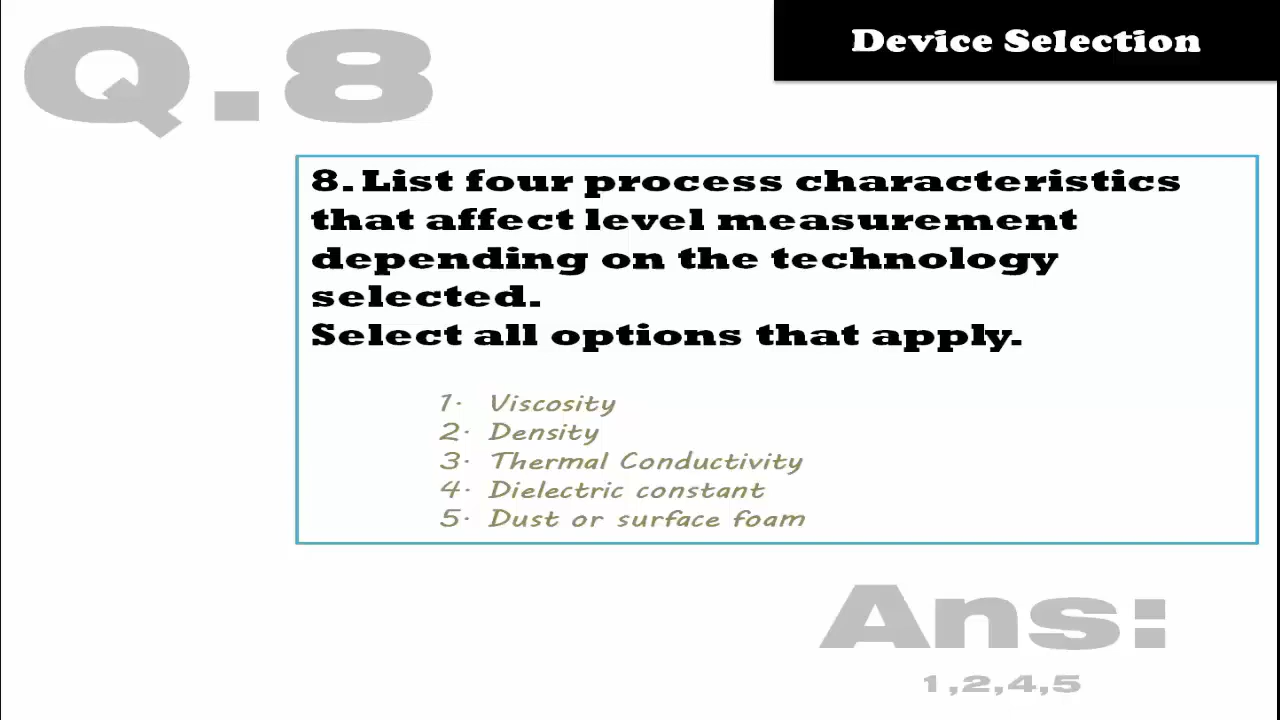 Q.8
Device Selection
8. List four process characteristics
that affect level measurement
depending on the technology
selected.
Select all options that apply.
1. Viscosity
2. Density
3. Thermal Conductivity
4. Dielectric constant
5. Dust or surface foam
Ans:
1,2,4,5